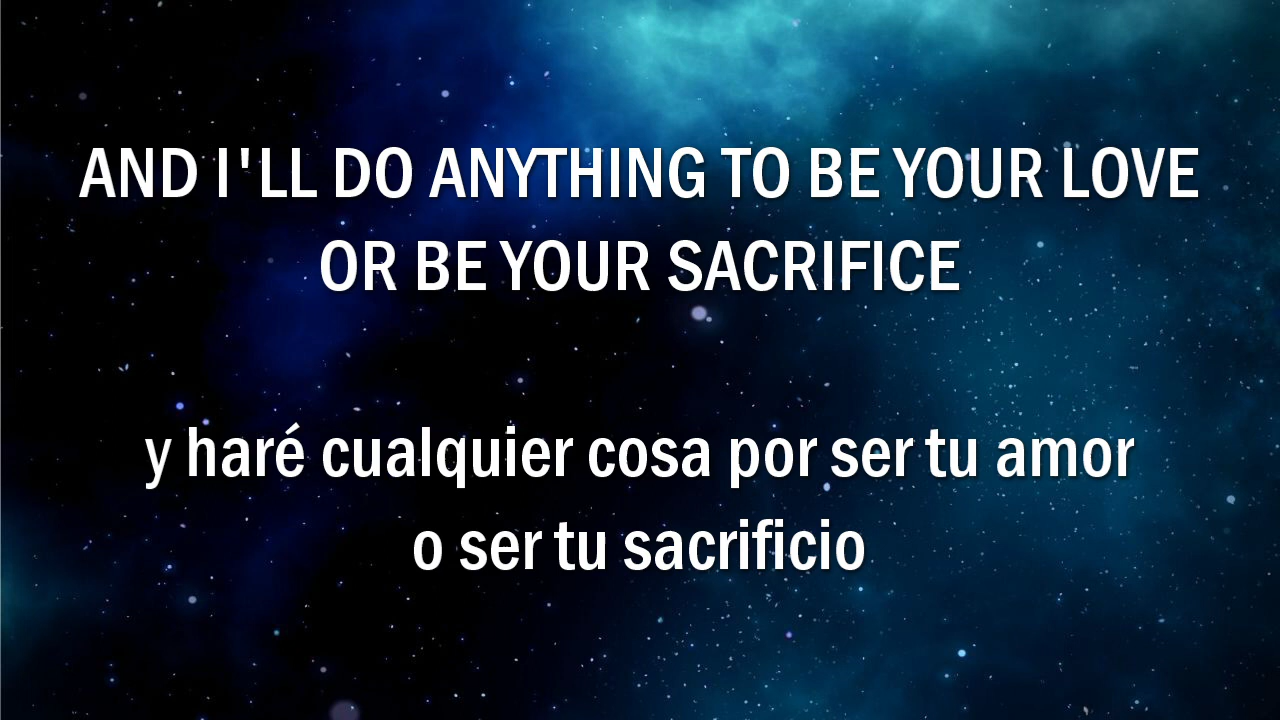 AND I'LL DO ANYTHING TO BE YOUR LOVE
OR BE YOUR SACRIFICE
y haré cualquier cosa por ser tu amor
o ser tu sacrificio